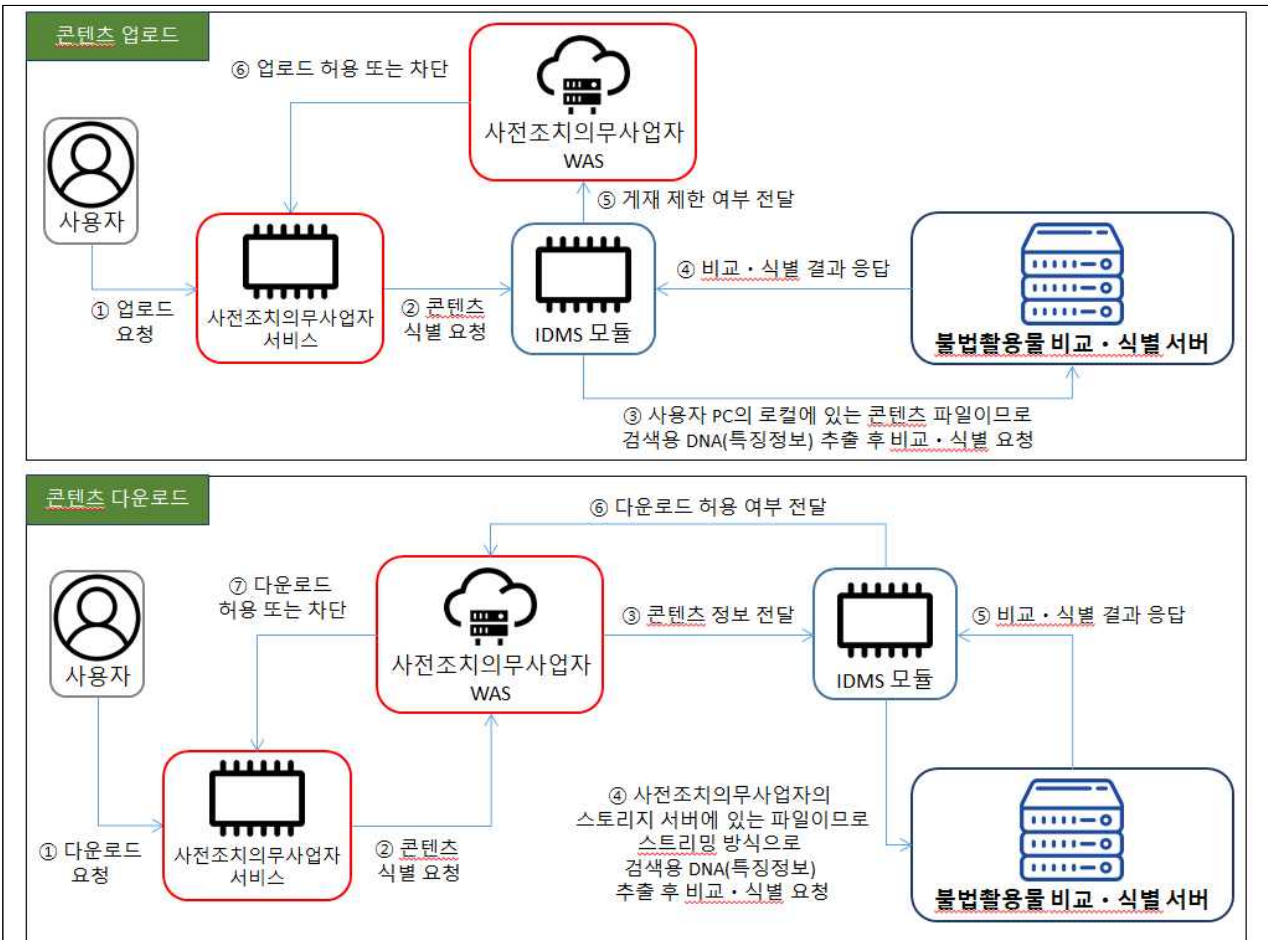 콘텐츠 업로드
⑥ 업로드 허용 또는 차단
사전조치의무사업자
WAS
사용자
⑤ 게재 제한 여부 전달
① 업로드
요청
사전조치의무사업자
서비스
② 콘텐츠
식별 요청
IDMS 모듈
④ 비교・식별 결과 응답
불법촬용물 비교・식별 서버
③ 사용자 PC의 로컬에 있는 콘텐츠 파일이므로
검색용 DNA(특징정보) 추출 후 비교・식별 요청
콘텐츠 다운로드
⑥ 다운로드 허용 여부 전달
사용자
⑦ 다운로드
허용 또는 차단
사전조치의무사업자
WAS
③ 콘텐츠 정보 전달
IDMS 모듈
⑤ 비교・식별 결과 응답
① 다운로드
요청
사전조치의무사업자
서비스
② 콘텐츠
식별 요청
④ 사전조치의무사업자의
스토리지 서버에 있는 파일이므로
스트리밍 방식으로
검색용 DNA(특징정보)
추출 후 비교・식별 요청
불법촬용물 비교・식별 서버